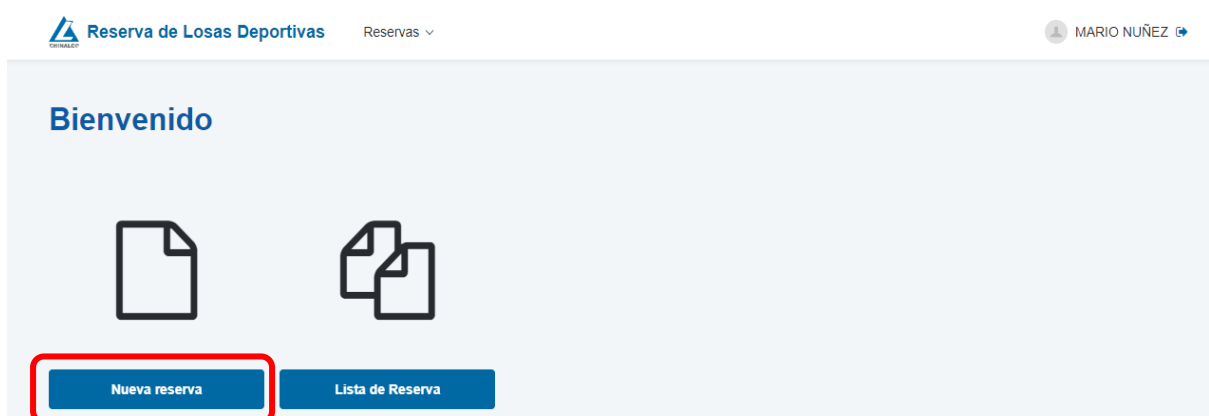 CHINALCO
Reserva de Losas Deportivas
Reservas
MARIO NUÑEZ
Bienvenido
Nueva reserva
Lista de Reserva